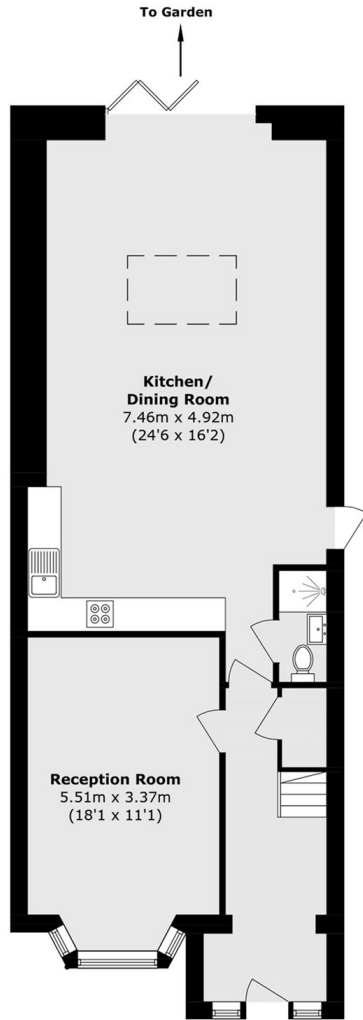 To Garden
Kitchen/
Dining Room
7.46m x 4.92m
(24'6 x 16'2)
Reception Room
5.51m x 3.37m
(18'1 x 11'1)